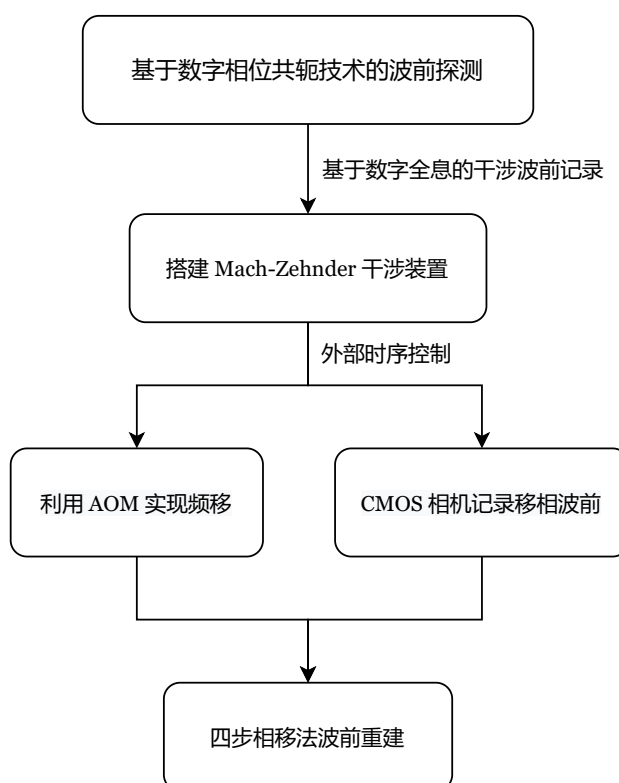 基于数字相位共轭技术的波前探测
基于数字全息的干涉波前记录
搭建 Mach-Zehnder 干涉装置
外部时序控制
利用 AOM 实现频移
CMOS 相机记录移相波前
四步相移法波前重建